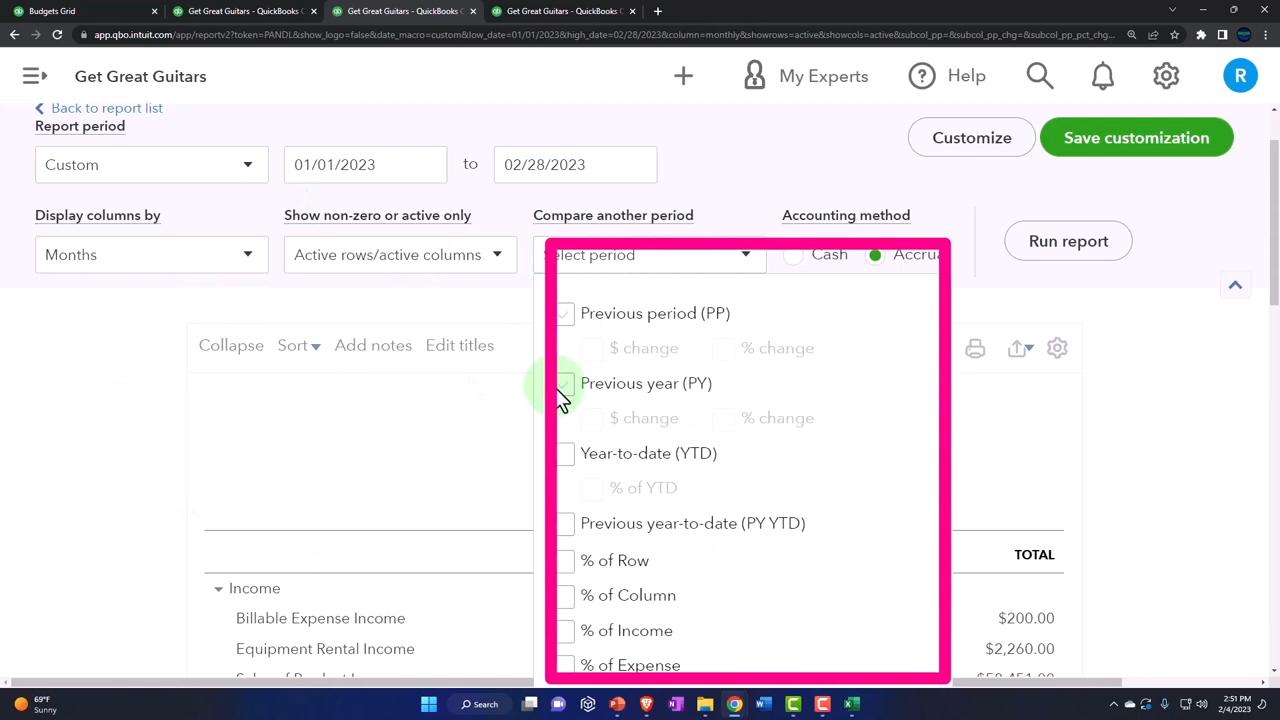 Budgets Grid
Get Great Guitars - QuickBooks C
Get Great Guitars - QuickBooks C
Get Great Guitars - QuickBooks C
app.qbo.intuit.com/app/reportv2?token=PANDL&show_logo=false&date_macro=custom&low_date=01/01/2023&high_date=02/28/2023&column=monthly&showrows=active&showcols=active&subcol_pp=&subcol_pp_chg=&subcol_pp_pct_chg...
Get Great Guitars
My Experts
Help
R
Back to report list
Report period
Custom
01/01/2023
to
02/28/2023
Customize
Save customization
Display columns by
Show non-zero or active only
Compare another period
Accounting method
Months
Active rows/active columns
Select period
Cash
Accrua
Run report
Previous period (PP)
$ change
% change
Previous year (PY)
$ change
% change
Year-to-date (YTD)
% of YTD
Previous year-to-date (PY YTD)
% of Row
% of Column
% of Income
% of Expense
Collapse
Sort
Add notes
Edit titles
TOTAL
Income
Billable Expense Income
$200.00
Equipment Rental Income
$2,260.00
69°F
Sunny
Search
2:51 PM
2/4/2023